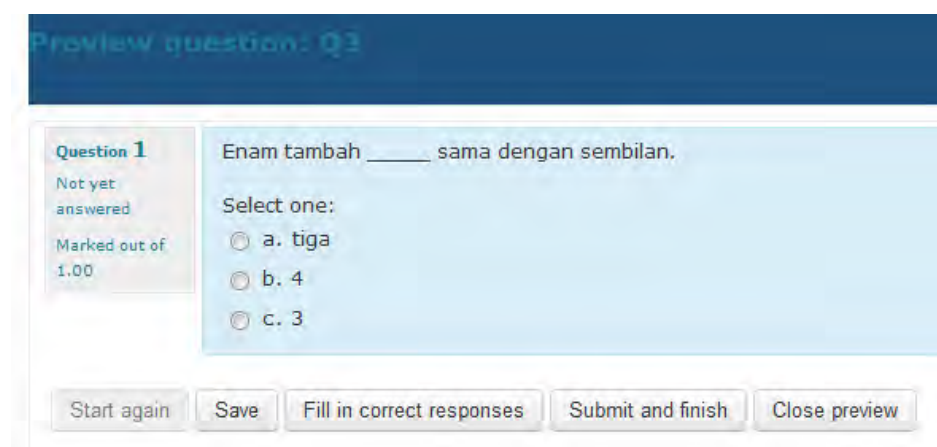 Preview question: Q3
Question 1
Not yet
answered
Marked out of
1.00
Enam tambah ______ sama dengan sembilan.
Select one:
a. tiga
b. 4
c. 3
Start again Save Fill in correct responses Submit and finish Close preview